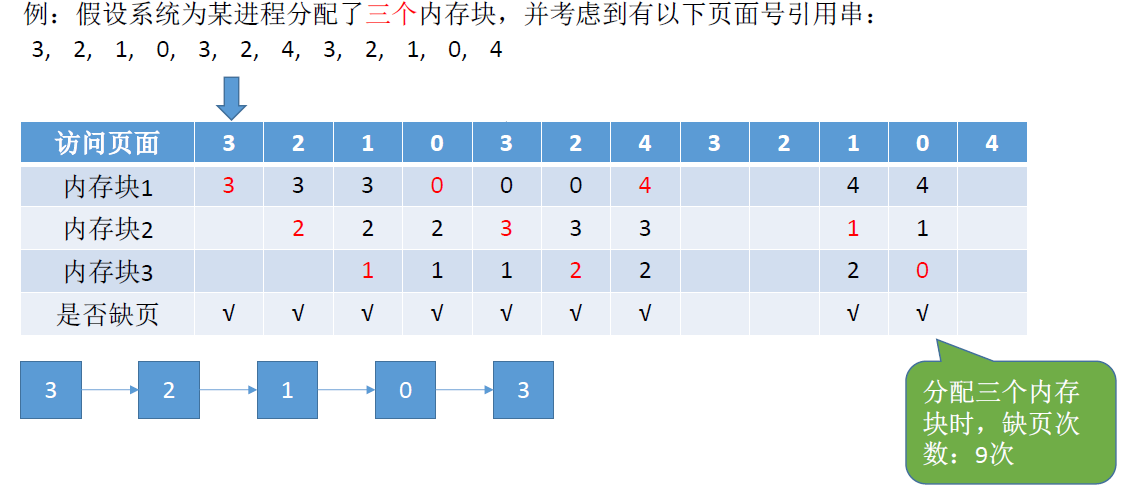 例：假设系统为某进程分配了三个内存块，并考虑到有以下页面号引用串：
3, 2, 1, 0, 3, 2, 4, 3, 2, 1, 0, 4
访问页面 3 2 1 0 3 2 4 3 2 1 0 4
内存块1 3 3 3 0 0 0 4 4 4
内存块2 2 2 2 3 3 3 1 1
内存块3 1 1 1 2 2 2 0
是否缺页 √ √ √ √ √ √ √ √ √
3 2 1 0 3
分配三个内存
块时，缺页次
数：9次